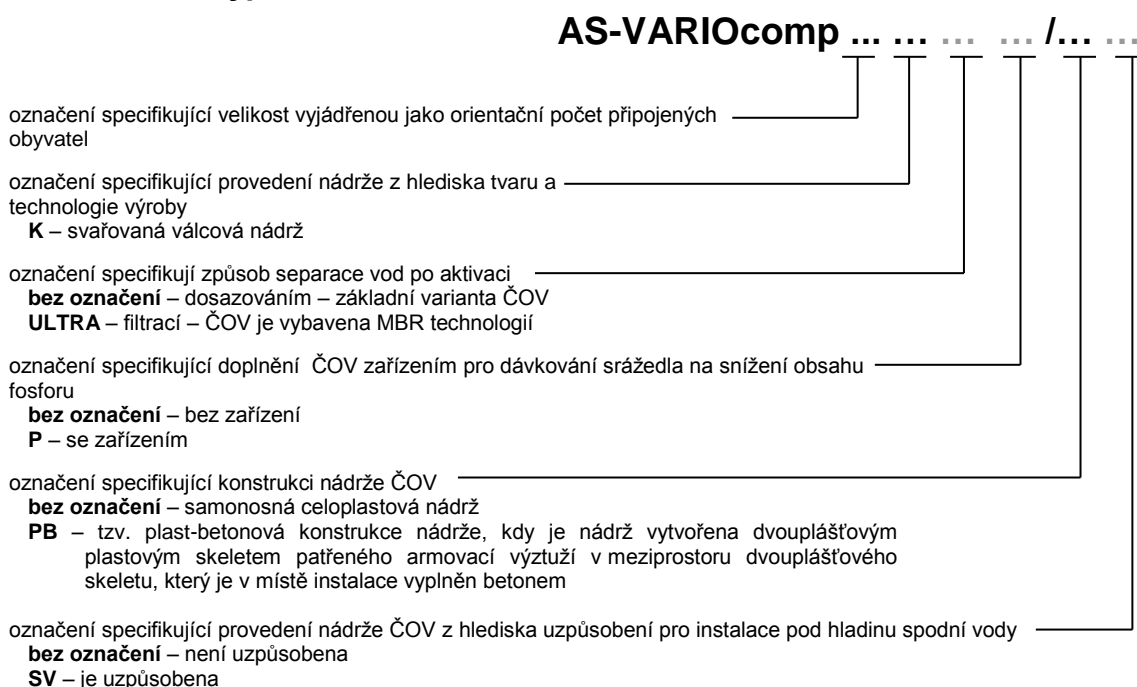 AS-VARIOcomp ... ... ... ... /... ...
označení specifikující velikost vyjádřenou jako orientační počet připojených
obyvatel
označení specifikující provedení nádrže z hlediska tvaru a
technologie výroby
K – svařovaná válcová nádrž
označení specifikují způsob separace vod po aktivaci
bez označení – dosazováním – základní varianta ČOV
ULTRA – filtrací – ČOV je vybavena MBR technologií
označení specifikující doplnění ČOV zařízením pro dávkování srážedla na snížení obsahu
fosforu
bez označení – bez zařízení
P – se zařízením
označení specifikující konstrukci nádrže ČOV
bez označení – samonosná celoplastová nádrž
PB – tzv. plast-betonová konstrukce nádrže, kdy je nádrž vytvořena dvouplášťovým
plastovým skeletem patřeného armovací výztuží v meziprostoru dvouplášťového
skeletu, který je v místě instalace vyplněn betonem
označení specifikující provedení nádrže ČOV z hlediska uzpůsobení pro instalace pod hladinu spodní vody
bez označení – není uzpůsobena
SV – je uzpůsobena